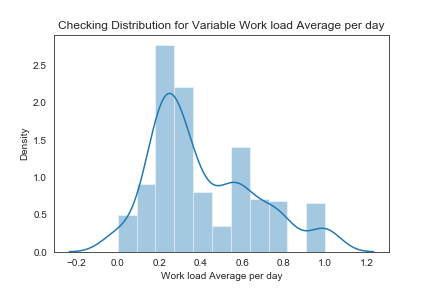 Checking Distribution for Variable Work load Average per day
2.5
2.0
1.5
1.0
0.5
0.0
Density
−0.2 0.0 0.2 0.4 0.6 0.8 1.0 1.2
Work load Average per day